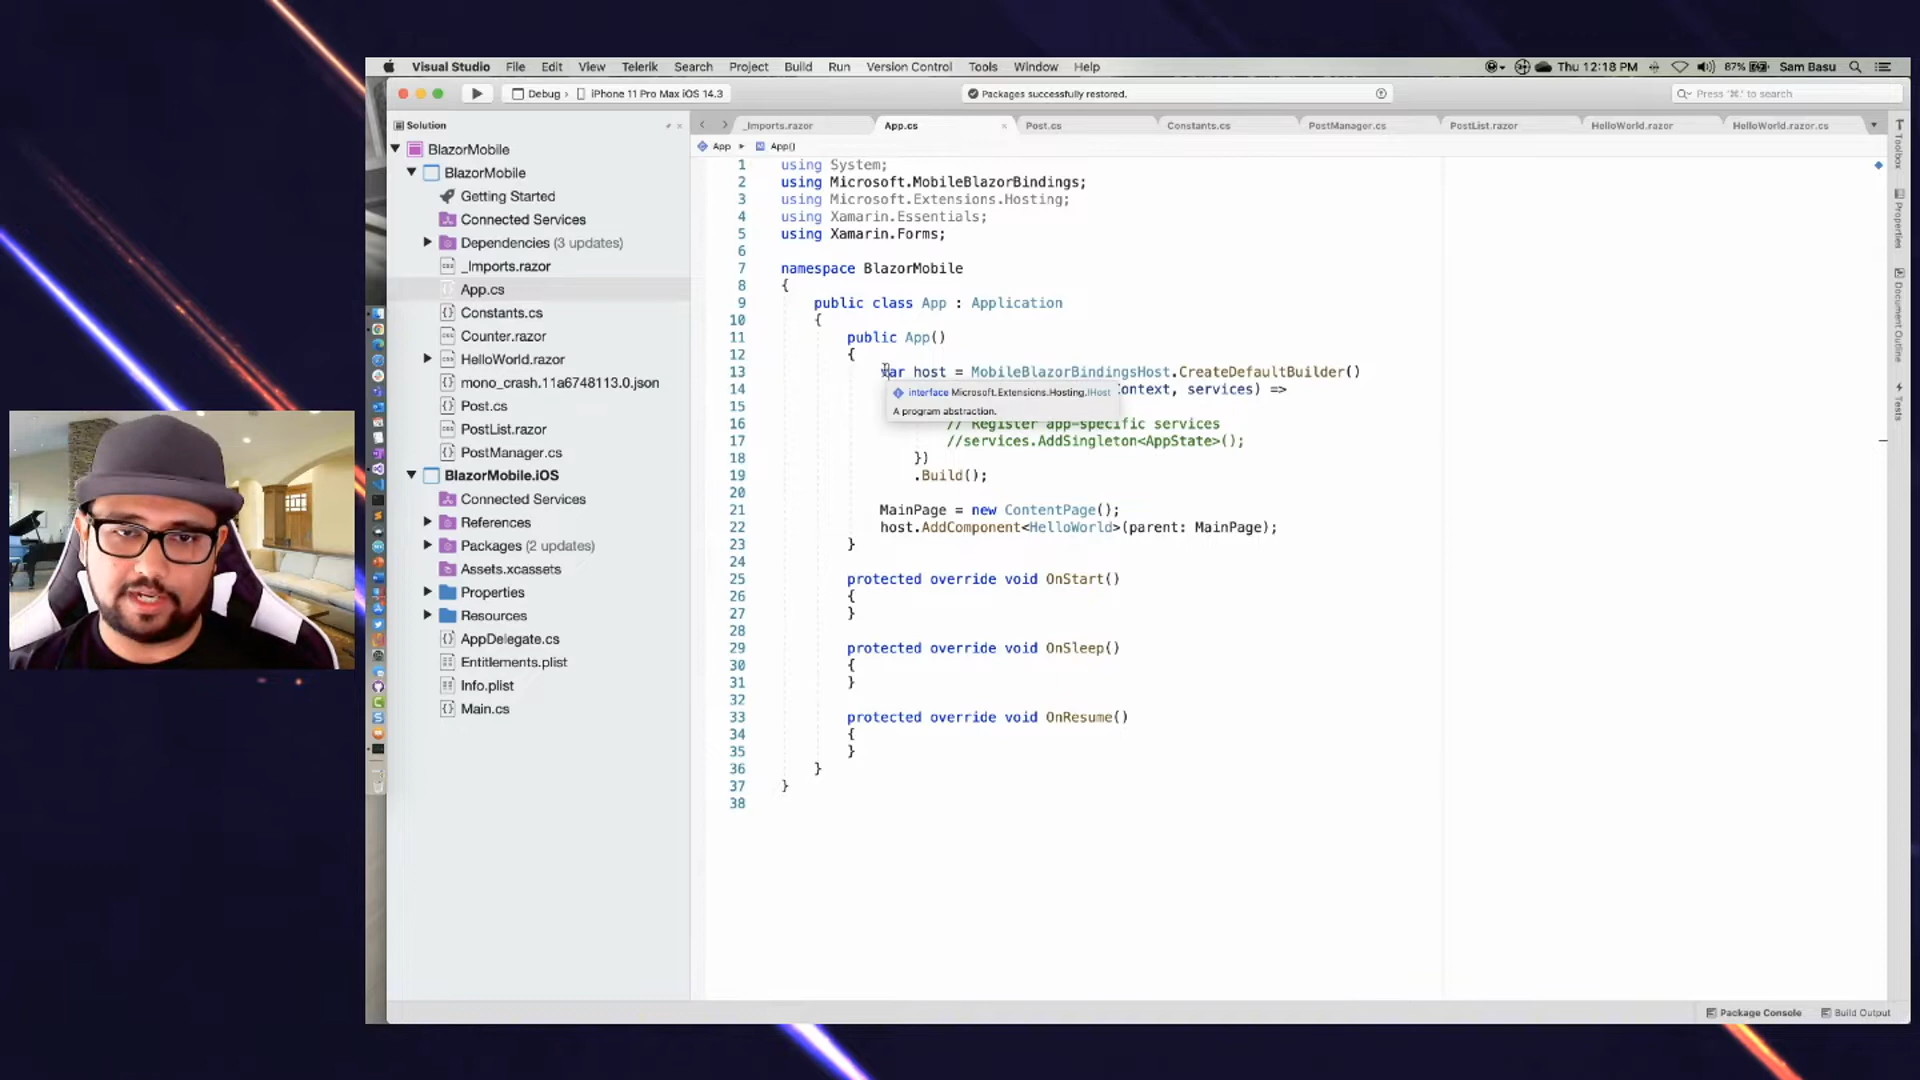 Visual Studio File Edit View Telerik Search Project Build Run Version Control Tools Window Help Thu 12:18 PM 87% Sam Basu
Debug › iPhone 11 Pro Max iOS 14.3 Packages successfully restored. Press '⌘.' to search
Solution
BlazorMobile
BlazorMobile
Getting Started
Connected Services
Dependencies (3 updates)
_Imports.razor
App.cs
Constants.cs
Counter.razor
HelloWorld.razor
mono_crash.11a6748113.0.json
Post.cs
PostList.razor
PostManager.cs
BlazorMobile.iOS
Connected Services
References
Packages (2 updates)
Assets.xcassets
Properties
Resources
AppDelegate.cs
Entitlements.plist
Info.plist
Main.cs
_Imports.razor App.cs Post.cs Constants.cs PostManager.cs PostList.razor HelloWorld.razor HelloWorld.razor.cs
App App()
1 using System;
2 using Microsoft.MobileBlazorBindings;
3 using Microsoft.Extensions.Hosting;
4 using Xamarin.Essentials;
5 using Xamarin.Forms;
6
7 namespace BlazorMobile
8 {
9 public class App : Application
10 {
11 public App()
12 {
13 var host = MobileBlazorBindingsHost.CreateDefaultBuilder()
14 ontext, services) =>
interface Microsoft.Extensions.Hosting.IHost
A program abstraction.
15
16 // Register app-specific services
17 //services.AddSingleton<AppState>();
18 })
19 .Build();
20
21 MainPage = new ContentPage();
22 host.AddComponent<HelloWorld>(parent: MainPage);
23 }
24
25 protected override void OnStart()
26 {
27 }
28
29 protected override void OnSleep()
30 {
31 }
32
33 protected override void OnResume()
34 {
35 }
36 }
37 }
38
Toolbox
Properties
Document Outline
Tests
Package Console Build Output